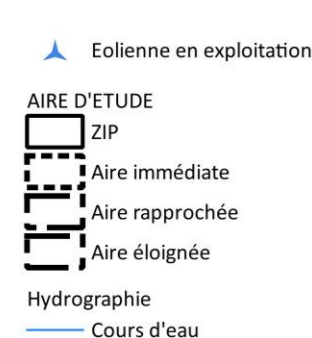 Eolienne en exploitation
AIRE D'ETUDE
ZIP
Aire immédiate
Aire rapprochée
Aire éloignée
Hydrographie
Cours d'eau